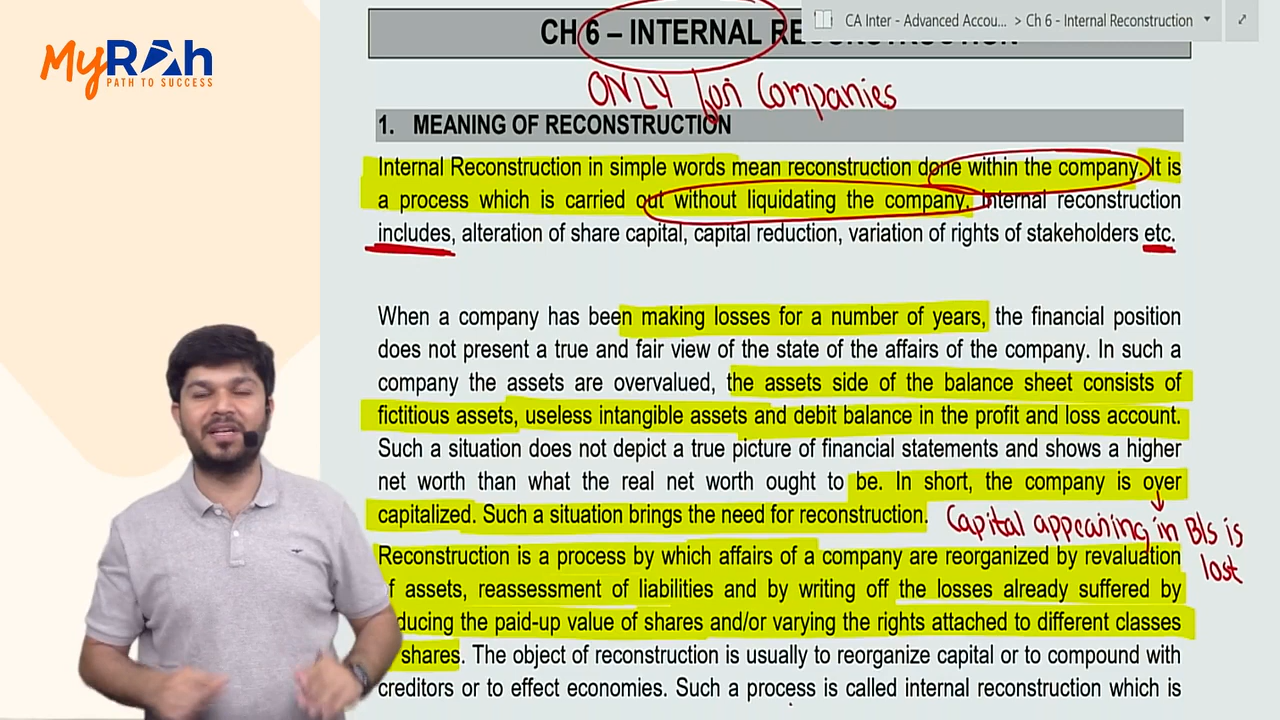 MyRAh
PATH TO SUCCESS
CA Inter - Advanced Accou... > Ch 6 - Internal Reconstruction
CH 6 – INTERNAL RECONSTRUCTION
ONLY for Companies
1. MEANING OF RECONSTRUCTION
Internal Reconstruction in simple words mean reconstruction done within the company. It is
a process which is carried out without liquidating the company. Internal reconstruction
includes, alteration of share capital, capital reduction, variation of rights of stakeholders etc.
When a company has been making losses for a number of years, the financial position
does not present a true and fair view of the state of the affairs of the company. In such a
company the assets are overvalued, the assets side of the balance sheet consists of
fictitious assets, useless intangible assets and debit balance in the profit and loss account.
Such a situation does not depict a true picture of financial statements and shows a higher
net worth than what the real net worth ought to be. In short, the company is over
capitalized. Such a situation brings the need for reconstruction.
Capital appearing in B/s is
lost
Reconstruction is a process by which affairs of a company are reorganized by revaluation
of assets, reassessment of liabilities and by writing off the losses already suffered by
ducing the paid-up value of shares and/or varying the rights attached to different classes
shares. The object of reconstruction is usually to reorganize capital or to compound with
creditors or to effect economies. Such a process is called internal reconstruction which is